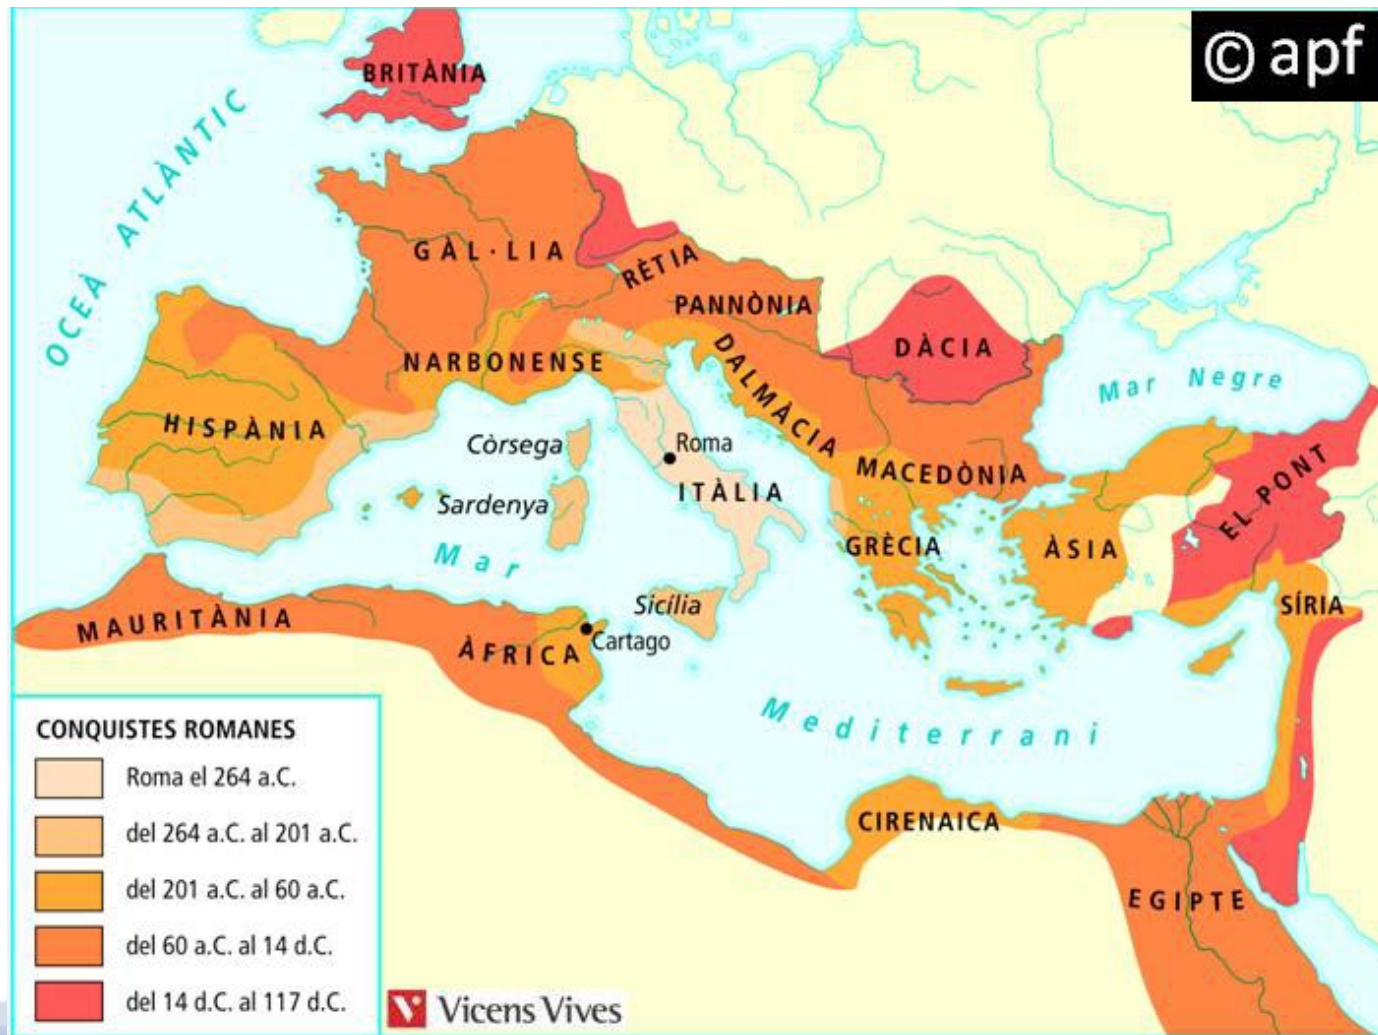 © apf
BRITÀNIA
OCEÀ ATLÀNTIC
GÀL·LIA
RÈTIA
PANNÒNIA
DÀCIA
Mar Negre
NARBONENSE
DALMÀCIA
HISPÀNIA
Còrsega
Roma
MACEDÒNIA
EL PONT
Sardenya
ITÀLIA
GRÈCIA
ÀSIA
Mar
Mediterrani
Sicília
SÍRIA
MAURITÀNIA
ÀFRICA
Cartago
CIRENAICA
EGIPTE
CONQUISTES ROMANES
Roma el 264 a.C.
del 264 a.C. al 201 a.C.
del 201 a.C. al 60 a.C.
del 60 a.C. al 14 d.C.
del 14 d.C. al 117 d.C.
Vicens Vives